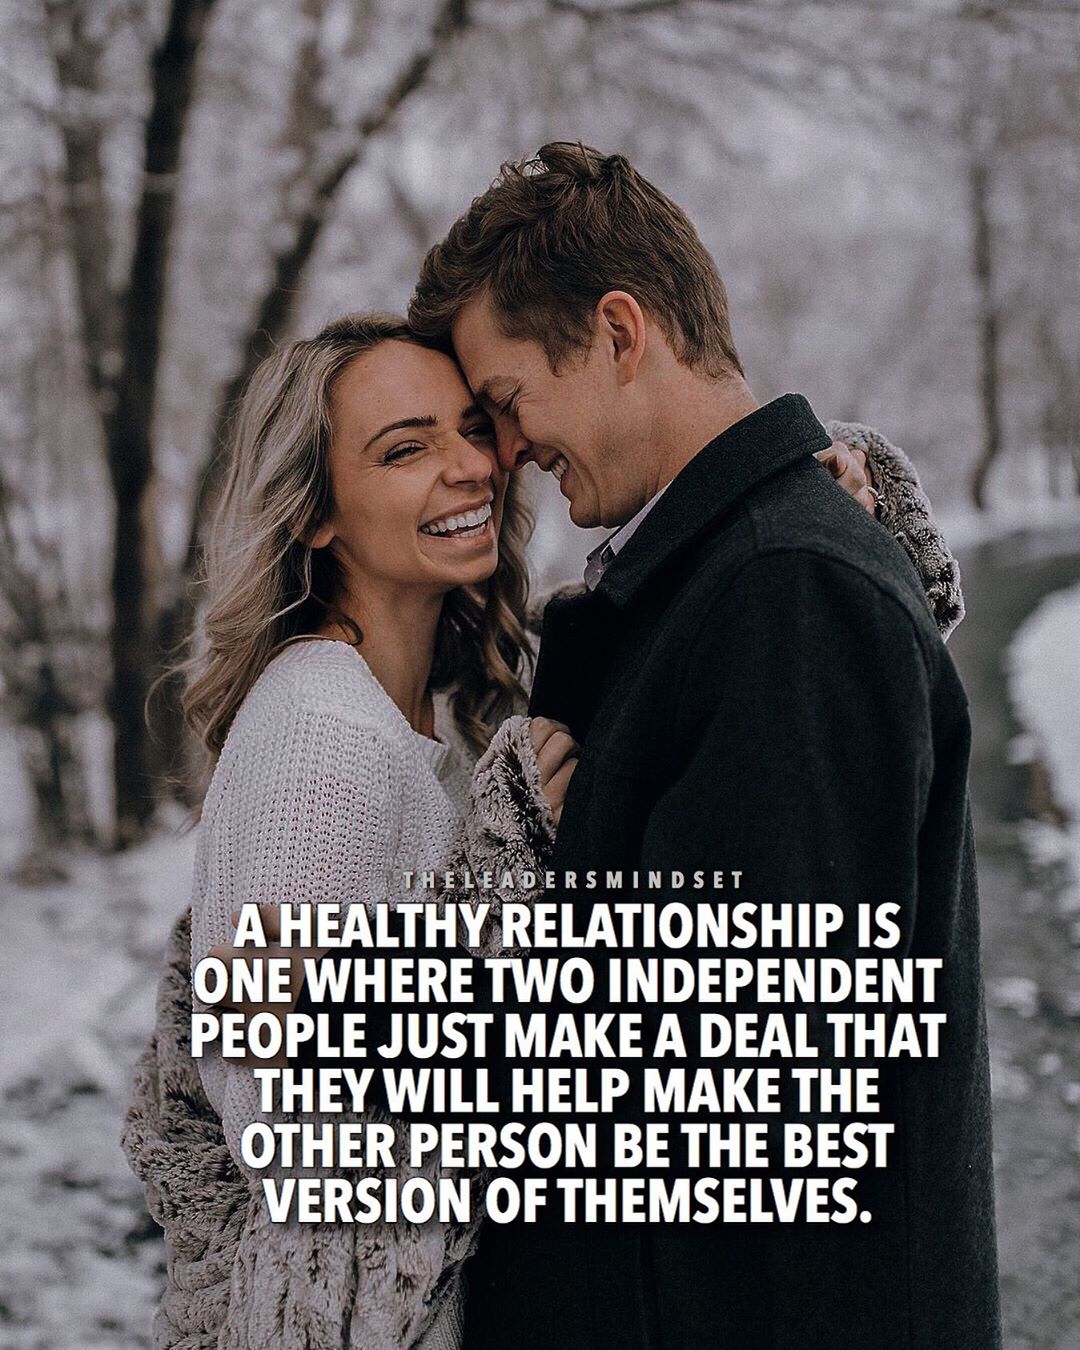 THELEADERSMINDSET
A HEALTHY RELATIONSHIP IS
ONE WHERE TWO INDEPENDENT
PEOPLE JUST MAKE A DEAL THAT
THEY WILL HELP MAKE THE
OTHER PERSON BE THE BEST
VERSION OF THEMSELVES.